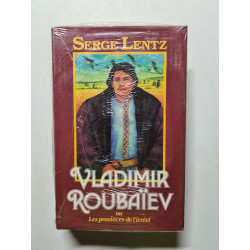 SERGE LENTZ
VLADIMIR
ROUBAÏEV
ou
Les provinces de l'irréel